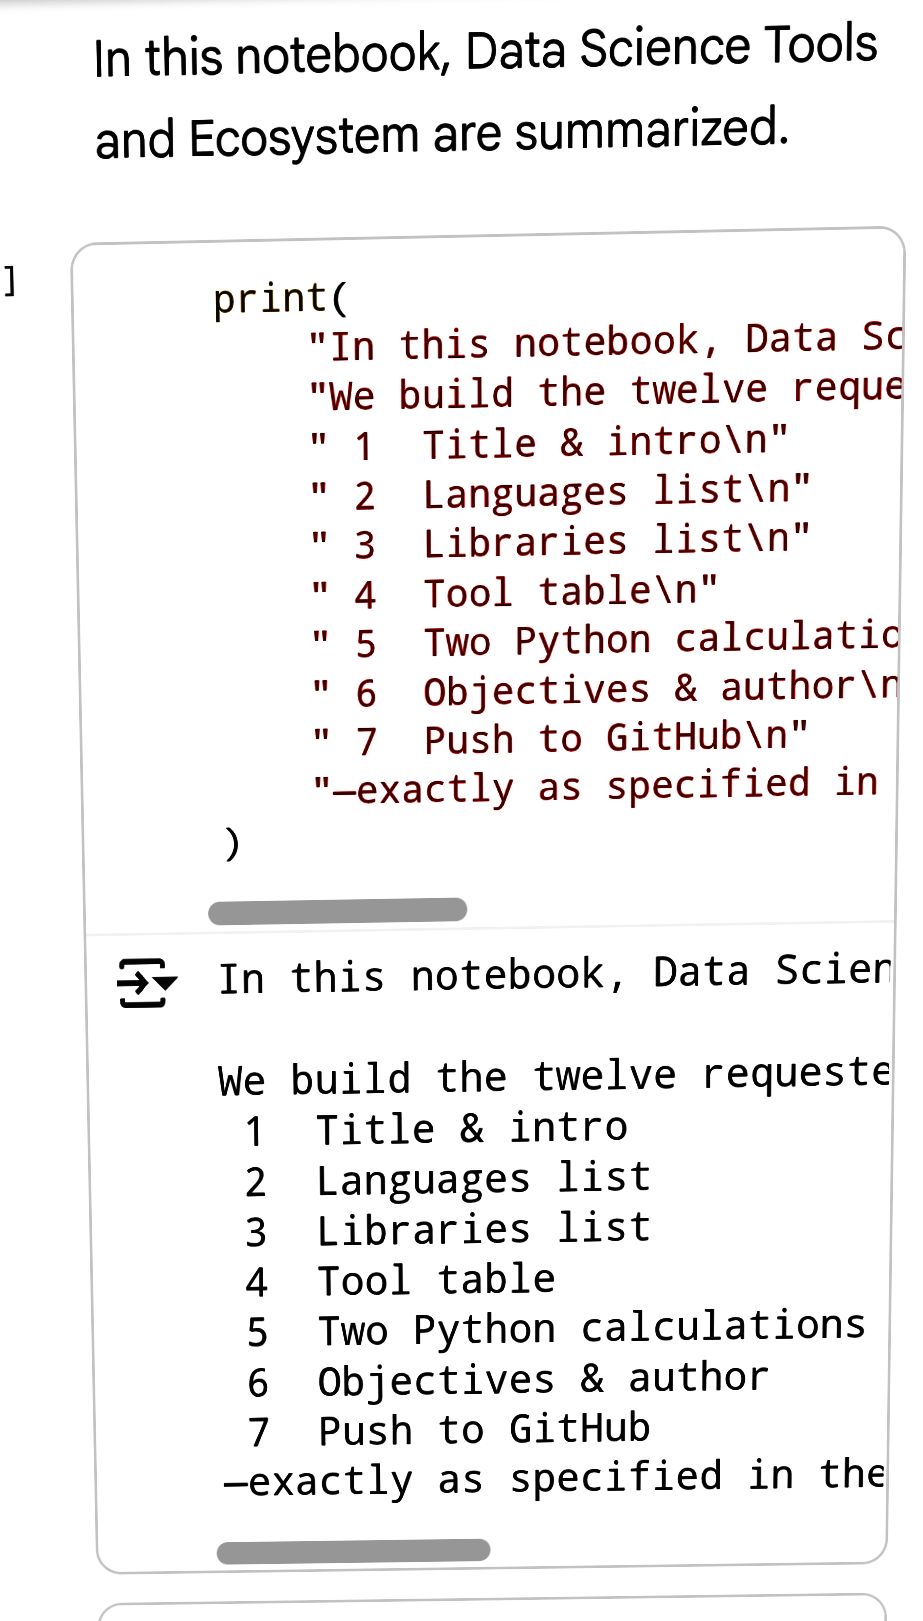 In this notebook, Data Science Tools
and Ecosystem are summarized.
]
print(
"In this notebook, Data Sc
"We build the twelve reque
" 1  Title & intro\n"
" 2  Languages list\n"
" 3  Libraries list\n"
" 4  Tool table\n"
" 5  Two Python calculatio
" 6  Objectives & author\n
" 7  Push to GitHub\n"
"—exactly as specified in
)
In this notebook, Data Scien
We build the twelve requeste
1  Title & intro
2  Languages list
3  Libraries list
4  Tool table
5  Two Python calculations
6  Objectives & author
7  Push to GitHub
—exactly as specified in the